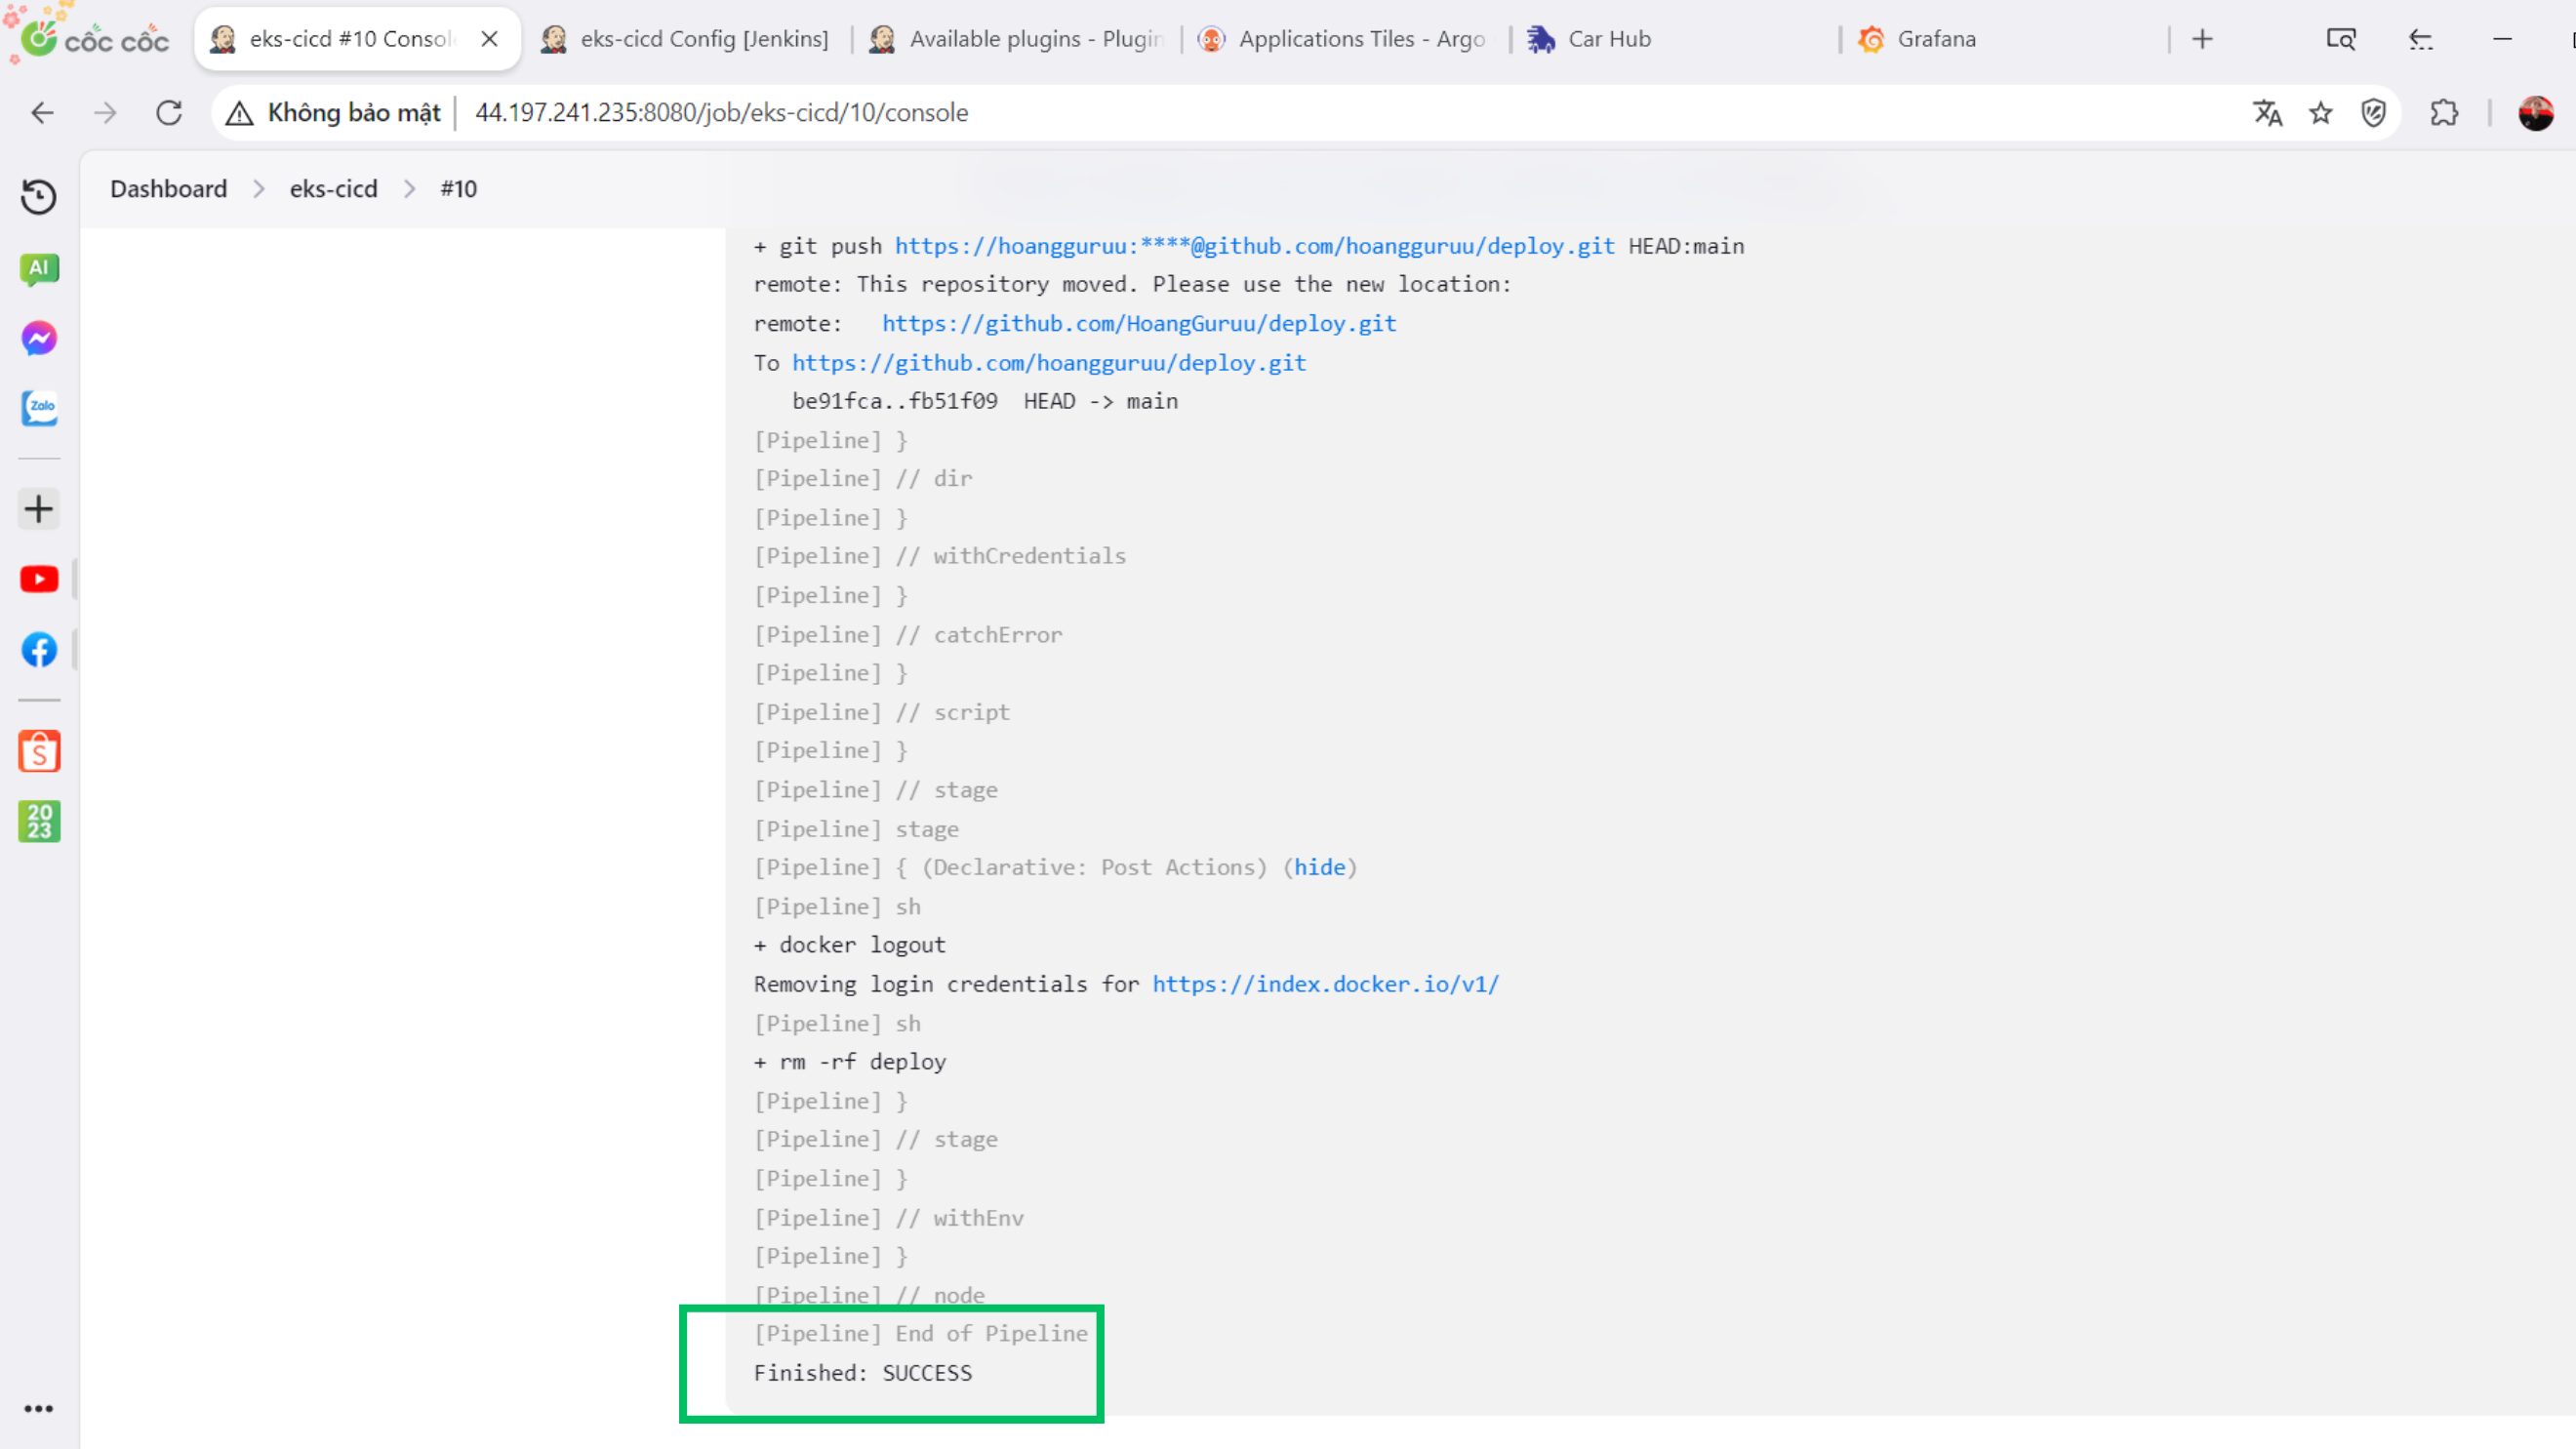 cốc cốc
eks-cicd #10 Consol
eks-cicd Config [Jenkins]
Available plugins - Plugin
Applications Tiles - Argo
Car Hub
Grafana
Không bảo mật
44.197.241.235:8080/job/eks-cicd/10/console
Dashboard > eks-cicd > #10
AI
Zalo
S
20
23
+ git push https://hoangguruu:****@github.com/hoangguruu/deploy.git HEAD:main
remote: This repository moved. Please use the new location:
remote:   https://github.com/HoangGuruu/deploy.git
To https://github.com/hoangguruu/deploy.git
   be91fca..fb51f09  HEAD -> main
[Pipeline] }
[Pipeline] // dir
[Pipeline] }
[Pipeline] // withCredentials
[Pipeline] }
[Pipeline] // catchError
[Pipeline] }
[Pipeline] // script
[Pipeline] }
[Pipeline] // stage
[Pipeline] stage
[Pipeline] { (Declarative: Post Actions) (hide)
[Pipeline] sh
+ docker logout
Removing login credentials for https://index.docker.io/v1/
[Pipeline] sh
+ rm -rf deploy
[Pipeline] }
[Pipeline] // stage
[Pipeline] }
[Pipeline] // withEnv
[Pipeline] }
[Pipeline] // node
[Pipeline] End of Pipeline
Finished: SUCCESS